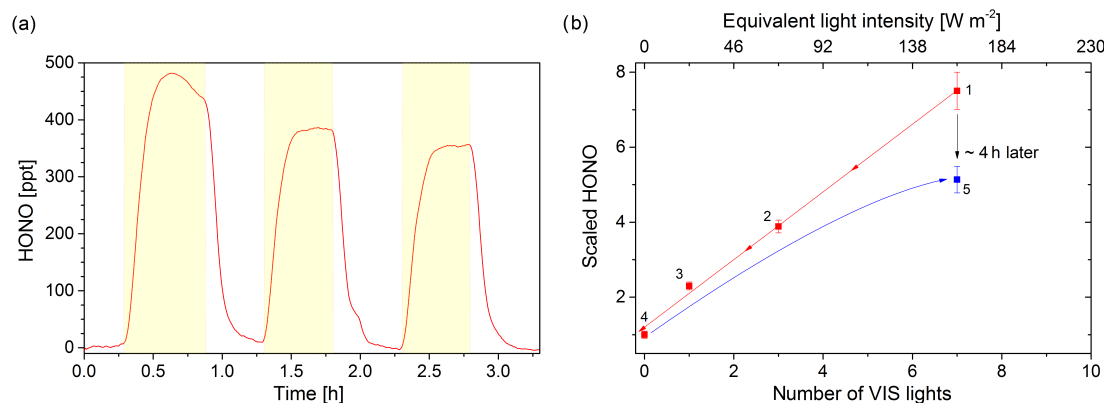 (a)
500
400
300
200
100
0
HONO [ppt]
0.0 0.5 1.0 1.5 2.0 2.5 3.0
Time [h]
(b)
Equivalent light intensity [W m-2]
0 46 92 138 184 230
8
6
4
2
Scaled HONO
1
~ 4 h later
5
2
3
4
0 2 4 6 8 10
Number of VIS lights